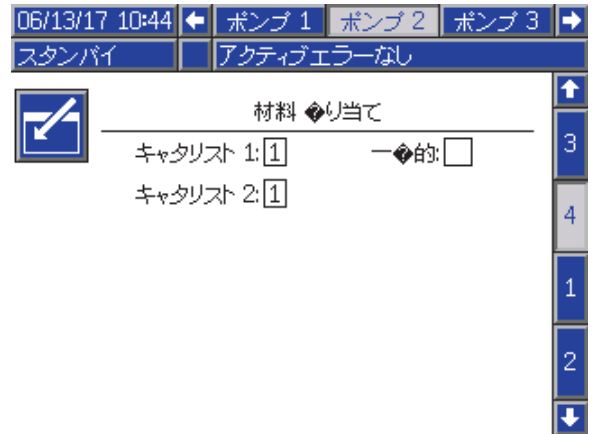 06/13/17 10:44 ポンプ 1 ポンプ 2 ポンプ 3
スタンバイ アクティブエラーなし
材料 �り当て
キャタリスト 1: 1 一�的:
キャタリスト 2: 1
3
4
1
2